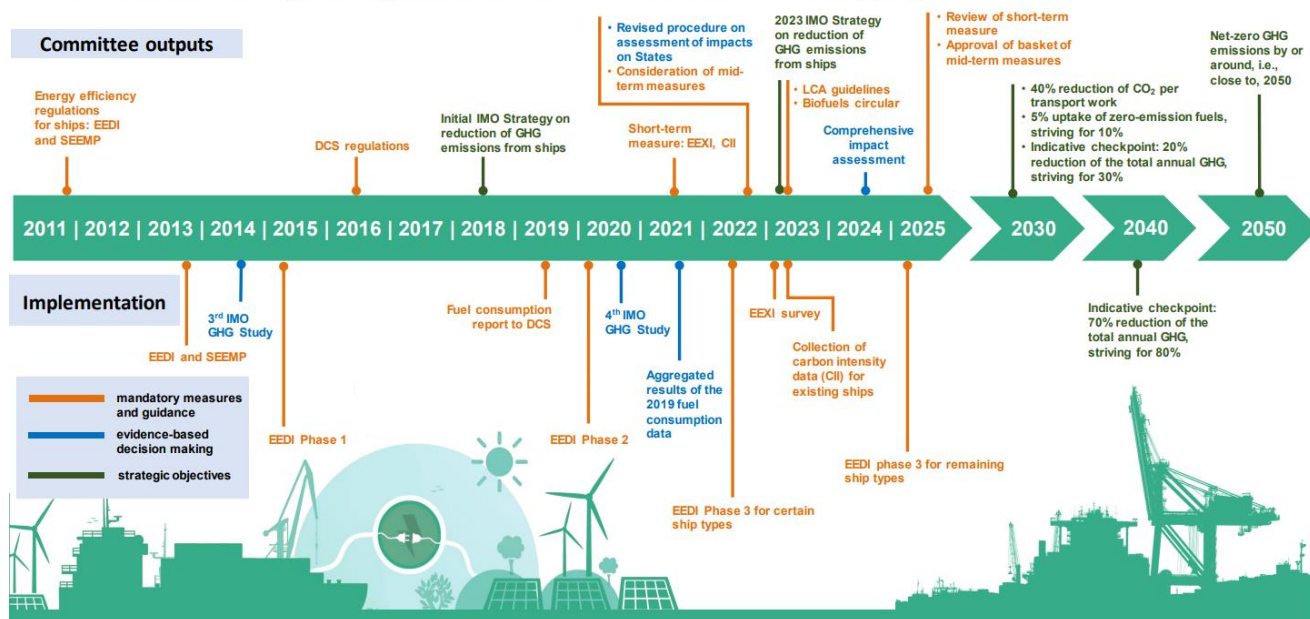 Committee outputs
Energy efficiency
regulations
for ships: EEDI
and SEEMP
DCS regulations
Initial IMO Strategy on
reduction of GHG
emissions from ships
• Revised procedure on
assessment of impacts
on States
• Consideration of mid-
term measures
Short-term
measure: EEXI, CII
2023 IMO Strategy
on reduction of
GHG emissions
from ships
• LCA guidelines
• Biofuels circular
Comprehensive
impact
assessment
• Review of short-term
measure
• Approval of basket of
mid-term measures
• 40% reduction of CO₂ per
transport work
• 5% uptake of zero-emission fuels,
striving for 10%
• Indicative checkpoint: 20%
reduction of the total annual GHG,
striving for 30%
Net-zero GHG
emissions by or
around, i.e.,
close to, 2050
2011 | 2012 | 2013 | 2014 | 2015 | 2016 | 2017 | 2018 | 2019 | 2020 | 2021 | 2022 | 2023 | 2024 | 2025
2030
2040
2050
Implementation
EEDI and SEEMP
3rd IMO
GHG Study
EEDI Phase 1
Fuel consumption
report to DCS
EEDI Phase 2
4th IMO
GHG Study
Aggregated
results of the
2019 fuel
consumption
data
EEDI Phase 3 for certain
ship types
EEXI survey
Collection of
carbon intensity
data (CII) for
existing ships
EEDI phase 3 for remaining
ship types
Indicative checkpoint:
70% reduction of the
total annual GHG,
striving for 80%
mandatory measures
and guidance
evidence-based
decision making
strategic objectives